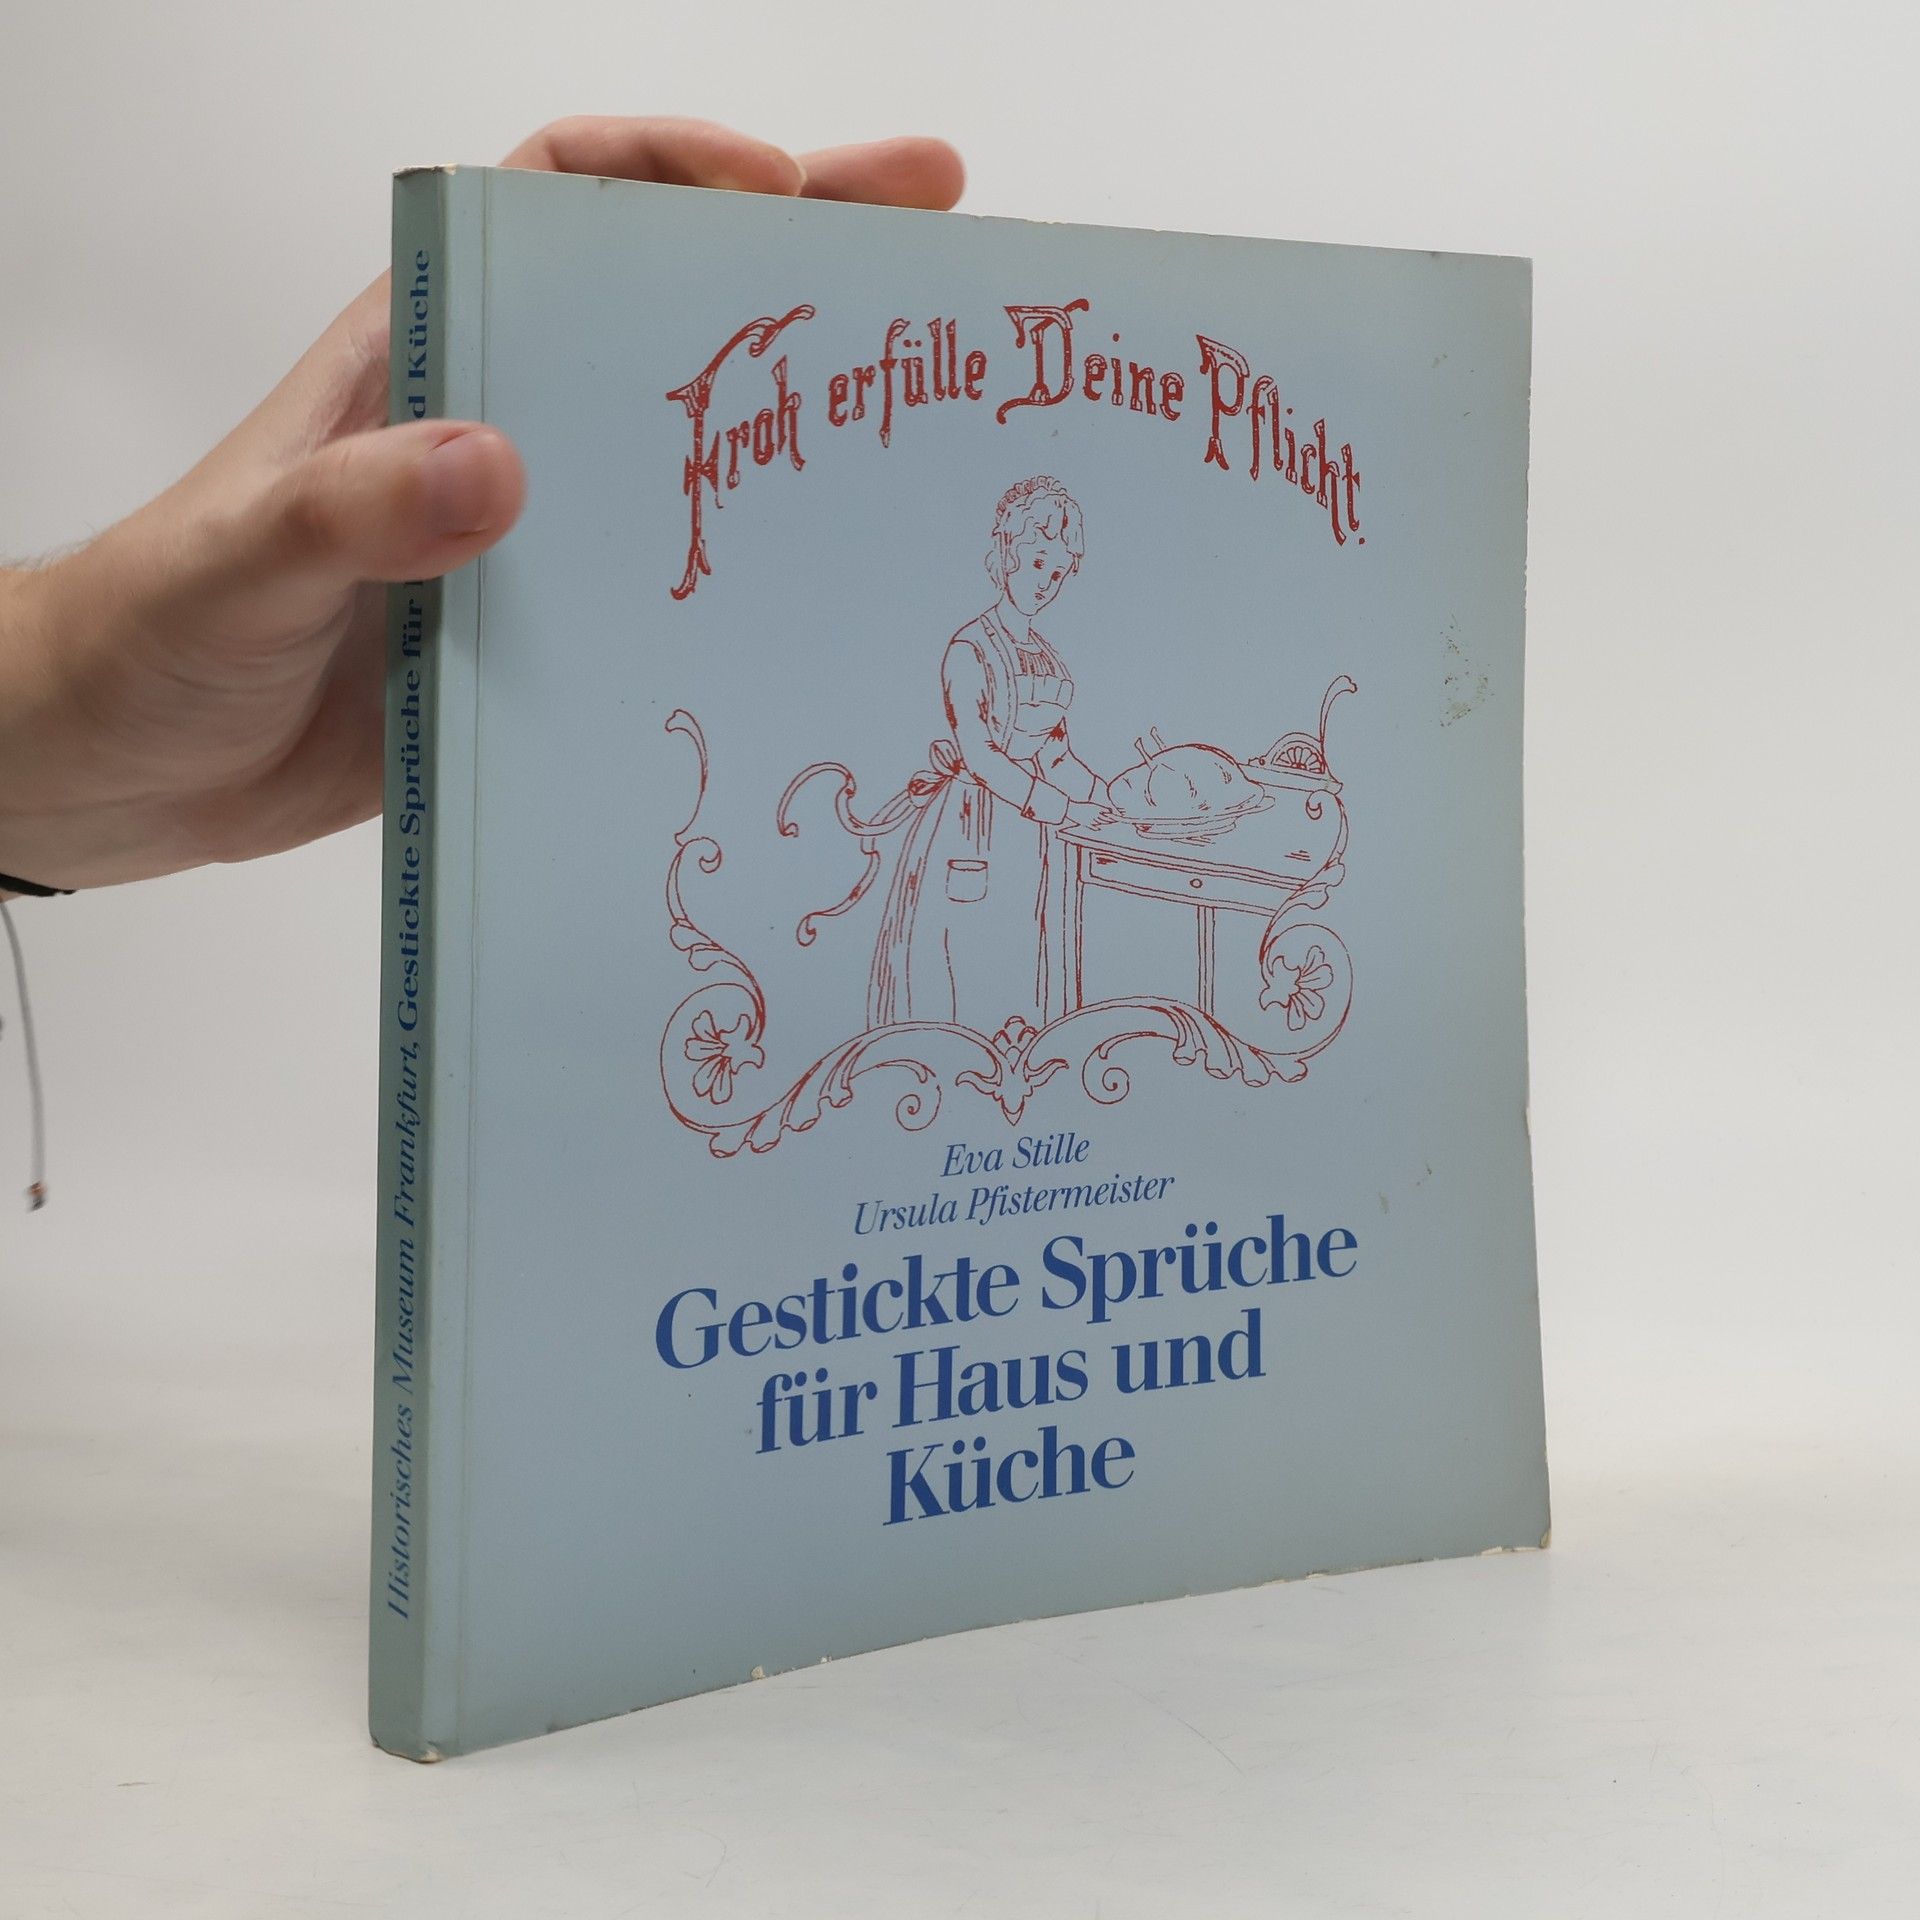 Froh erfülle Deine Pflicht.
Eva Stille
Ursula Pfistermeister
Gestickte Sprüche
für Haus und
Küche
Historisches Museum Frankfurt, Gestickte Sprüche für d Küche